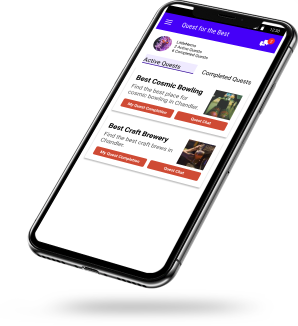 12:30
Quest for the Best
LittleNema
2 Active Quests
6 Completed Quests
Active Quests
Completed Quests
Best Cosmic Bowling
Find the best place for
cosmic bowling in Chandler.
My Quest Completion
Quest Chat
Best Craft Brewery
Find the best craft brews in
Chandler
My Quest Completion
Quest Chat